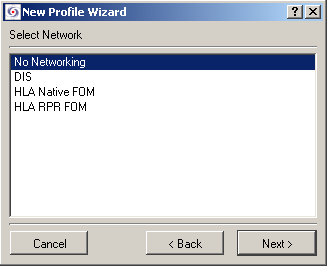 New Profile Wizard
Select Network
No Networking
DIS
HLA Native FOM
HLA RPR FOM
Cancel
< Back
Next >